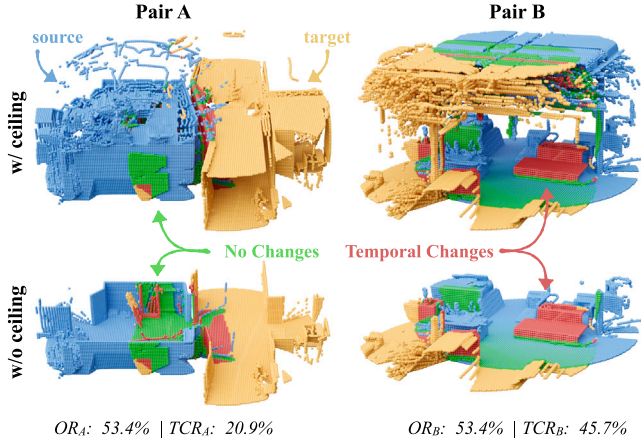 Pair A
Pair B
source
target
w/ ceiling
No Changes
Temporal Changes
w/o ceiling
OR_A: 53.4% | TCR_A: 20.9%
OR_B: 53.4% | TCR_B: 45.7%